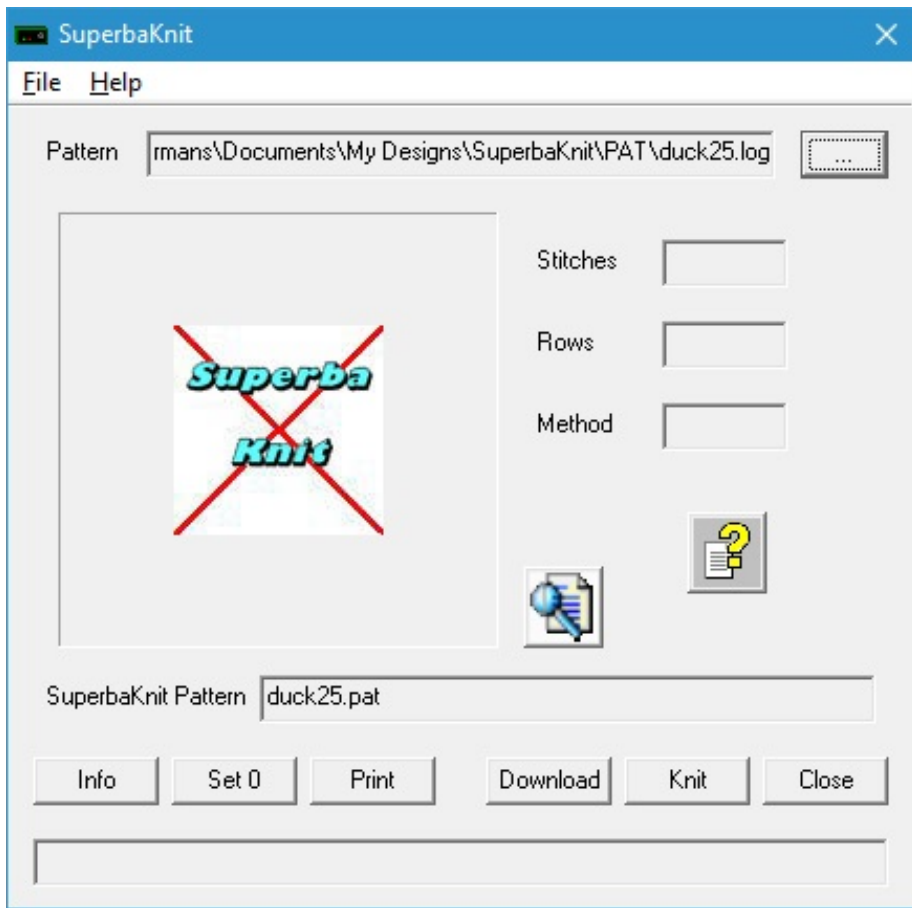 SuperbaKnit
File Help
Pattern rmans\Documents\My Designs\SuperbaKnit\PAT\duck25.log ...
Stitches
Superba
Knit
Rows
Method
SuperbaKnit Pattern duck25.pat
Info Set 0 Print Download Knit Close